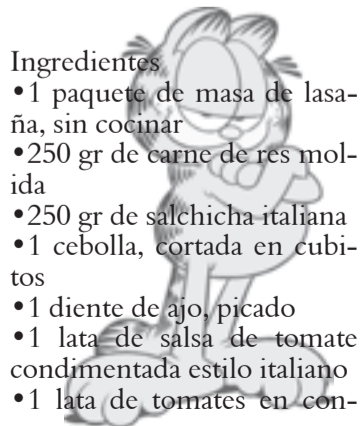 Ingredientes
•1 paquete de masa de lasa-
ña, sin cocinar
•250 gr de carne de res mol-
ida
•250 gr de salchicha italiana
•1 cebolla, cortada en cubi-
tos
•1 diente de ajo, picado
•1 lata de salsa de tomate
condimentada estilo italiano
•1 lata de tomates en con-